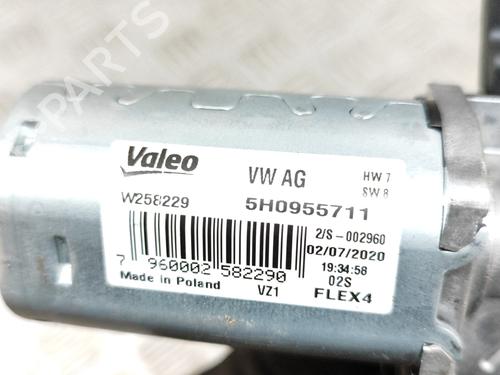 Valeo VW AG HW 7
SW 8
W258229 5H0955711
2/S-002960
02/07/2020
7 960002 582290 19:34:58
Made in Poland VZ1 02S
FLEX4